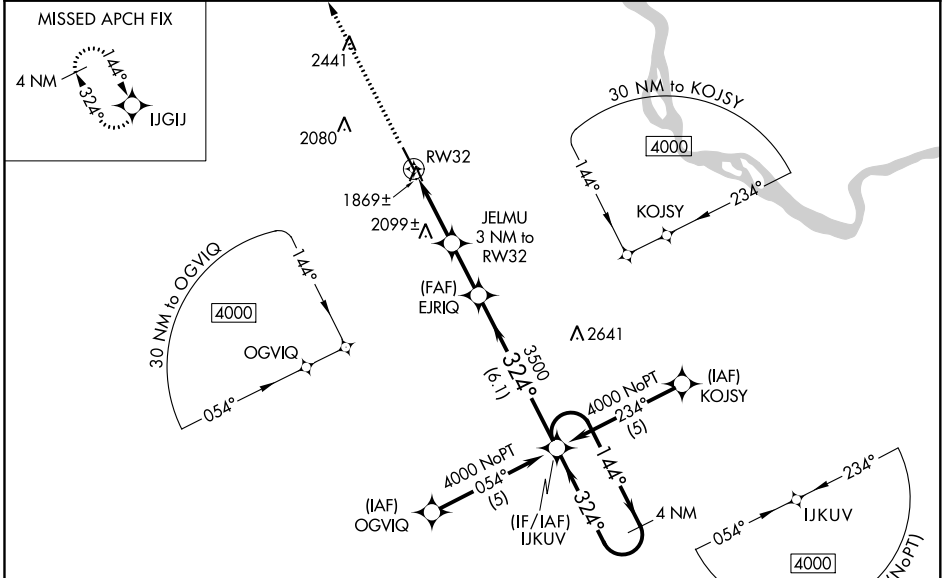 MISSED APCH FIX
4 NM
144°
324°
IJGIJ
2441
2080
RW32
1869±
2099±
JELMU
3 NM to
RW32
(FAF)
EJRIQ
30 NM to KOJSY
4000
144°
234°
KOJSY
30 NM to OGVIQ
4000
144°
OGVIQ
054°
2641
3500
324°
(6.1)
4000 NoPT
234°
(5)
(IAF)
KOJSY
4000 NoPT
054°
(5)
(IAF)
OGVIQ
(IF/IAF)
IJKUV
144°
324°
4 NM
234°
IJKUV
054°
4000
(NoPT)